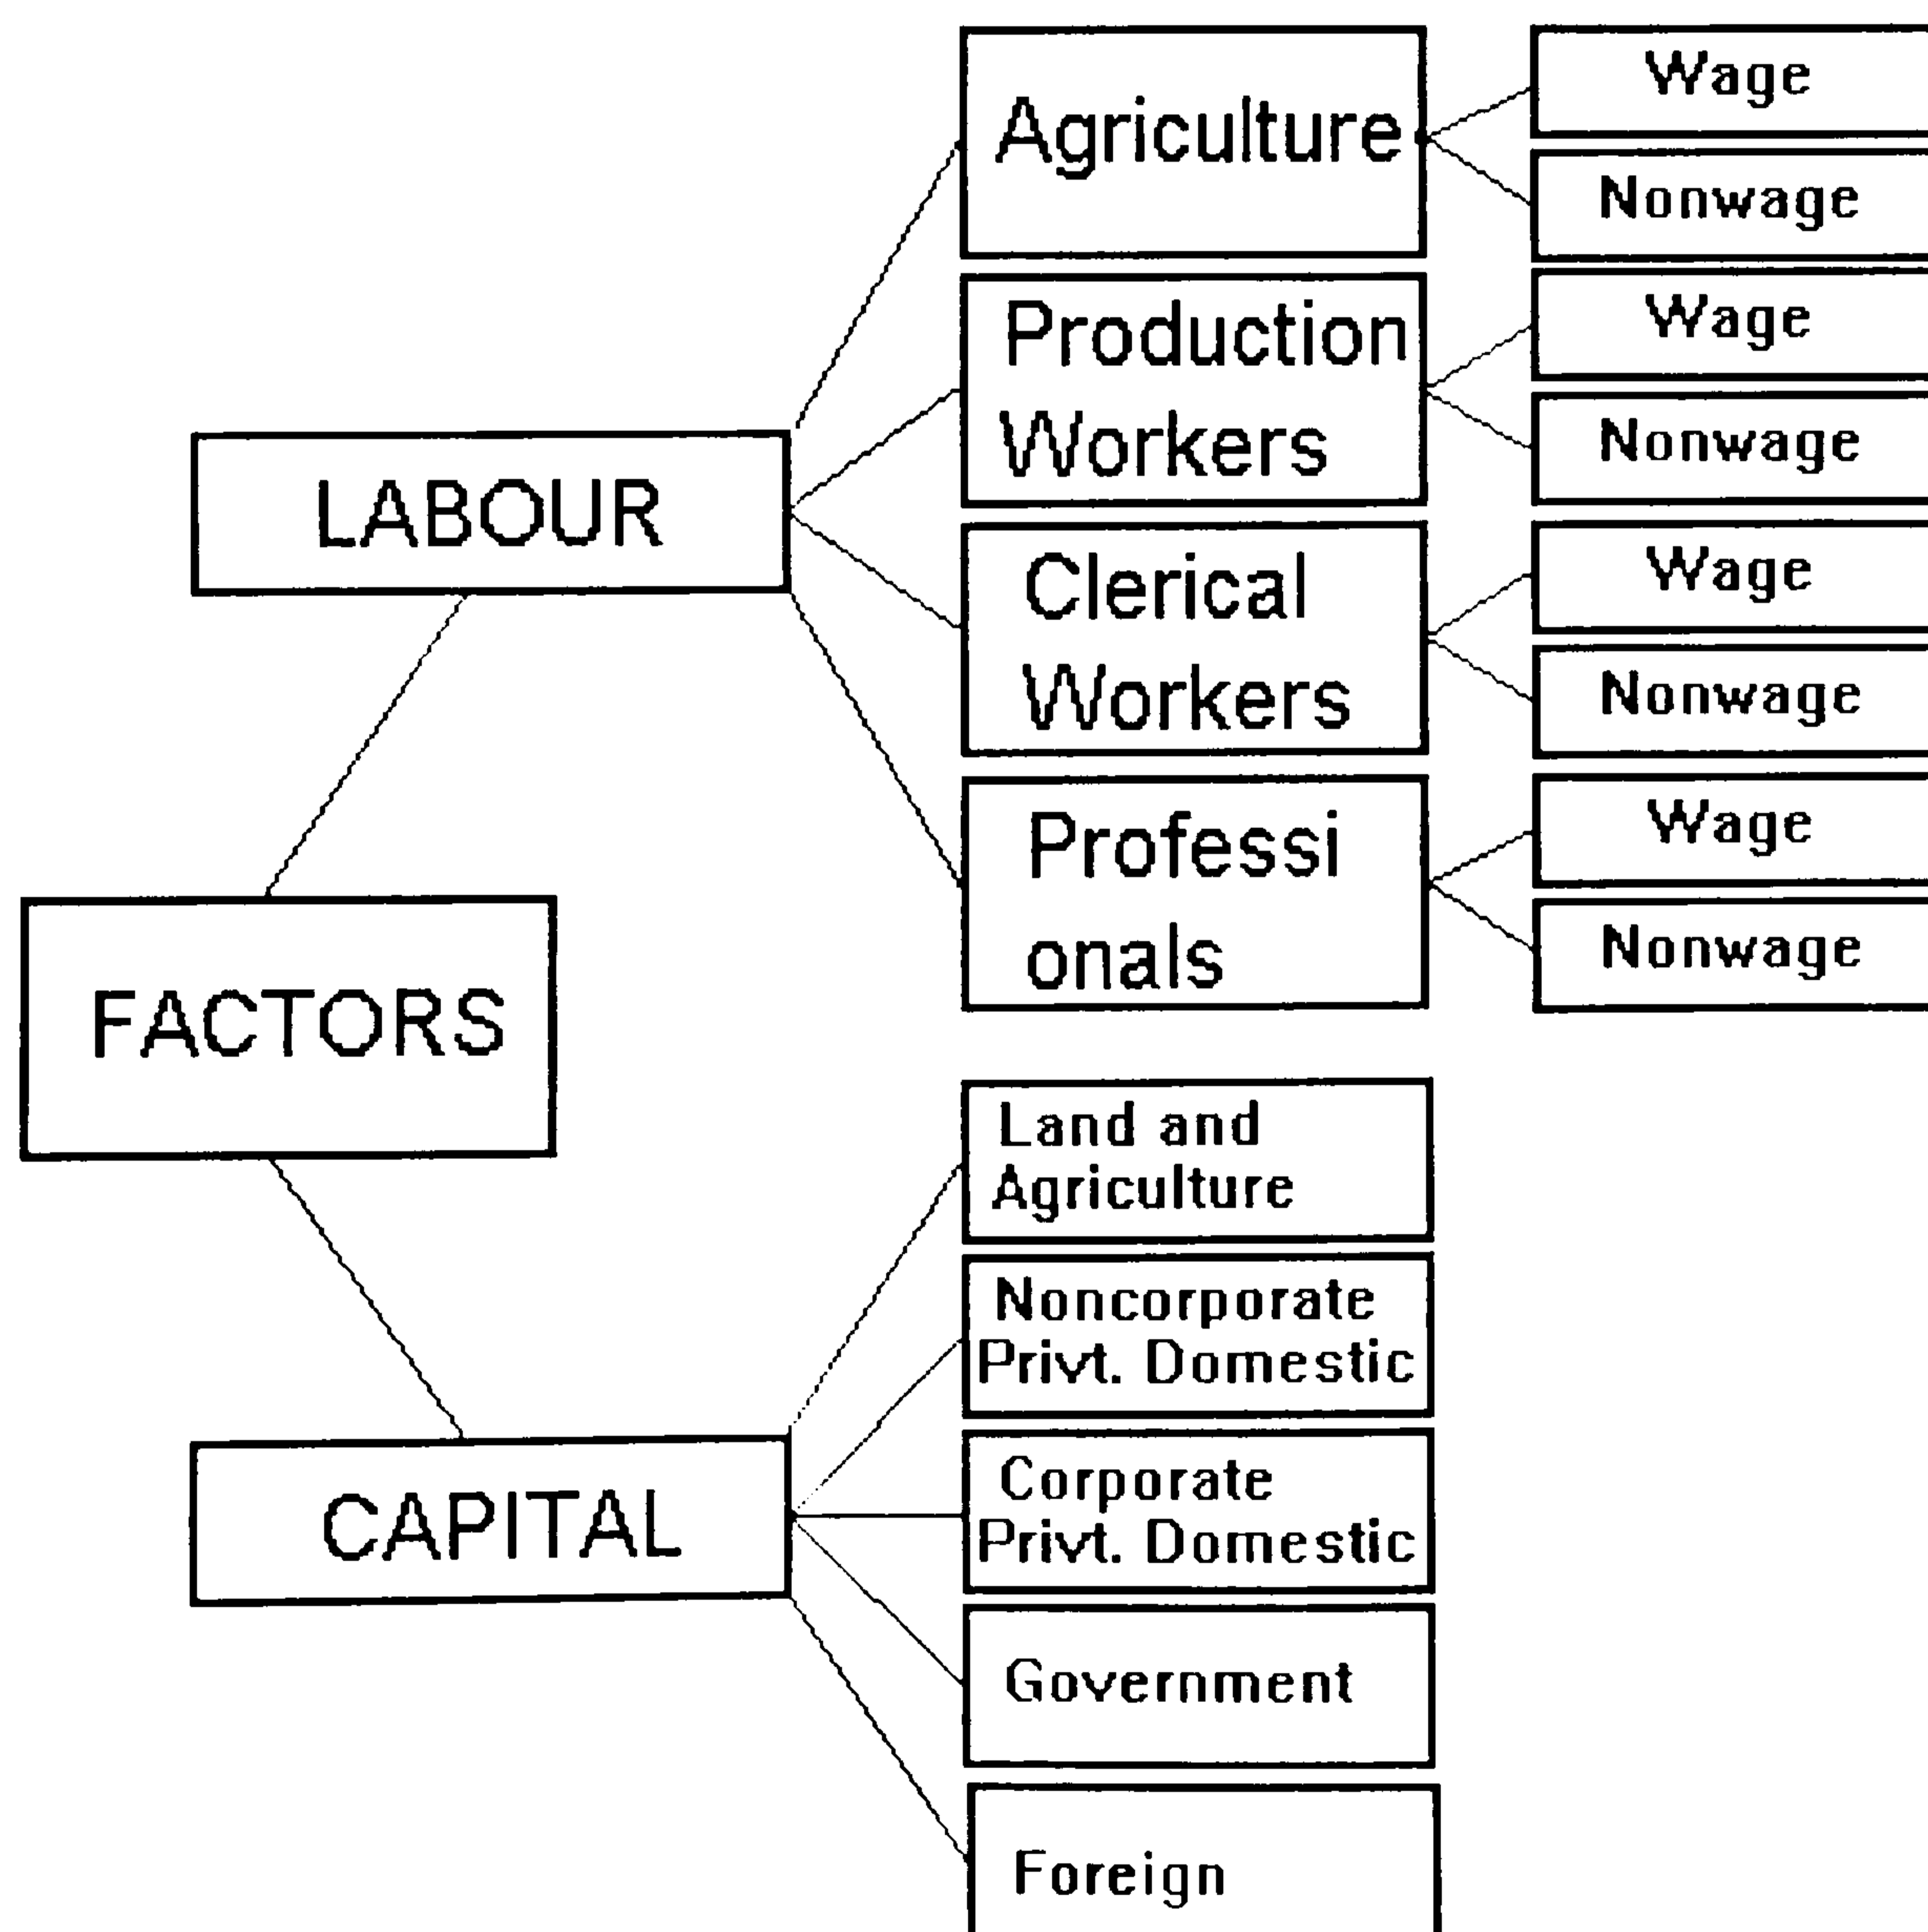 Agriculture
Wage
Nonwage
Production
Workers
Wage
Nonwage
LABOUR
Clerical
Workers
Wage
Nonwage
Professi
onals
Wage
Nonwage
FACTORS
Land and
Agriculture
Noncorporate
Privt. Domestic
CAPITAL
Corporate
Privt. Domestic
Government
Foreign